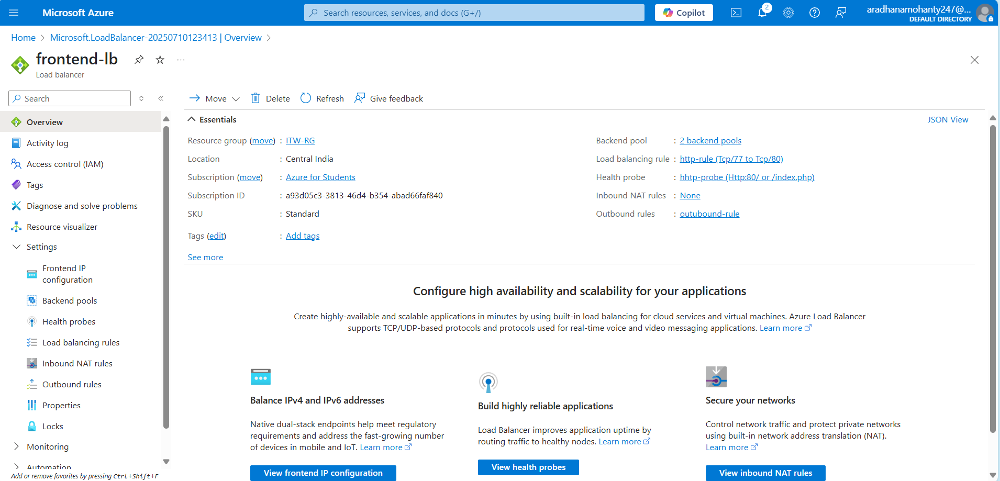 Microsoft Azure
Search resources, services, and docs (G+/)
Copilot
2
aradhanamohanty247@...
DEFAULT DIRECTORY
Home > Microsoft.LoadBalancer-20250710123413 | Overview >
frontend-lb
Load balancer
Search
Move
Delete
Refresh
Give feedback
Overview
Activity log
Access control (IAM)
Tags
Diagnose and solve problems
Resource visualizer
Settings
Frontend IP
configuration
Backend pools
Health probes
Load balancing rules
Inbound NAT rules
Outbound rules
Properties
Locks
Monitoring
Automation
Add or remove favorites by pressing Ctrl+Shift+F
Essentials
JSON View
Resource group (move) : ITW-RG
Location : Central India
Subscription (move) : Azure for Students
Subscription ID : a93d05c3-3813-46d4-b354-abad66faf840
SKU : Standard
Tags (edit) : Add tags
See more
Backend pool : 2 backend pools
Load balancing rule : http-rule (Tcp/77 to Tcp/80)
Health probe : hhtp-probe (Http:80/ or /index.php)
Inbound NAT rules : None
Outbound rules : outubound-rule
Configure high availability and scalability for your applications
Create highly-available and scalable applications in minutes by using built-in load balancing for cloud services and virtual machines. Azure Load Balancer
supports TCP/UDP-based protocols and protocols used for real-time voice and video messaging applications. Learn more
Balance IPv4 and IPv6 addresses
Native dual-stack endpoints help meet regulatory
requirements and address the fast-growing number
of devices in mobile and IoT. Learn more
View frontend IP configuration
Build highly reliable applications
Load Balancer improves application uptime by
routing traffic to healthy nodes. Learn more
View health probes
Secure your networks
Control network traffic and protect private networks
using built-in network address translation (NAT).
Learn more
View inbound NAT rules